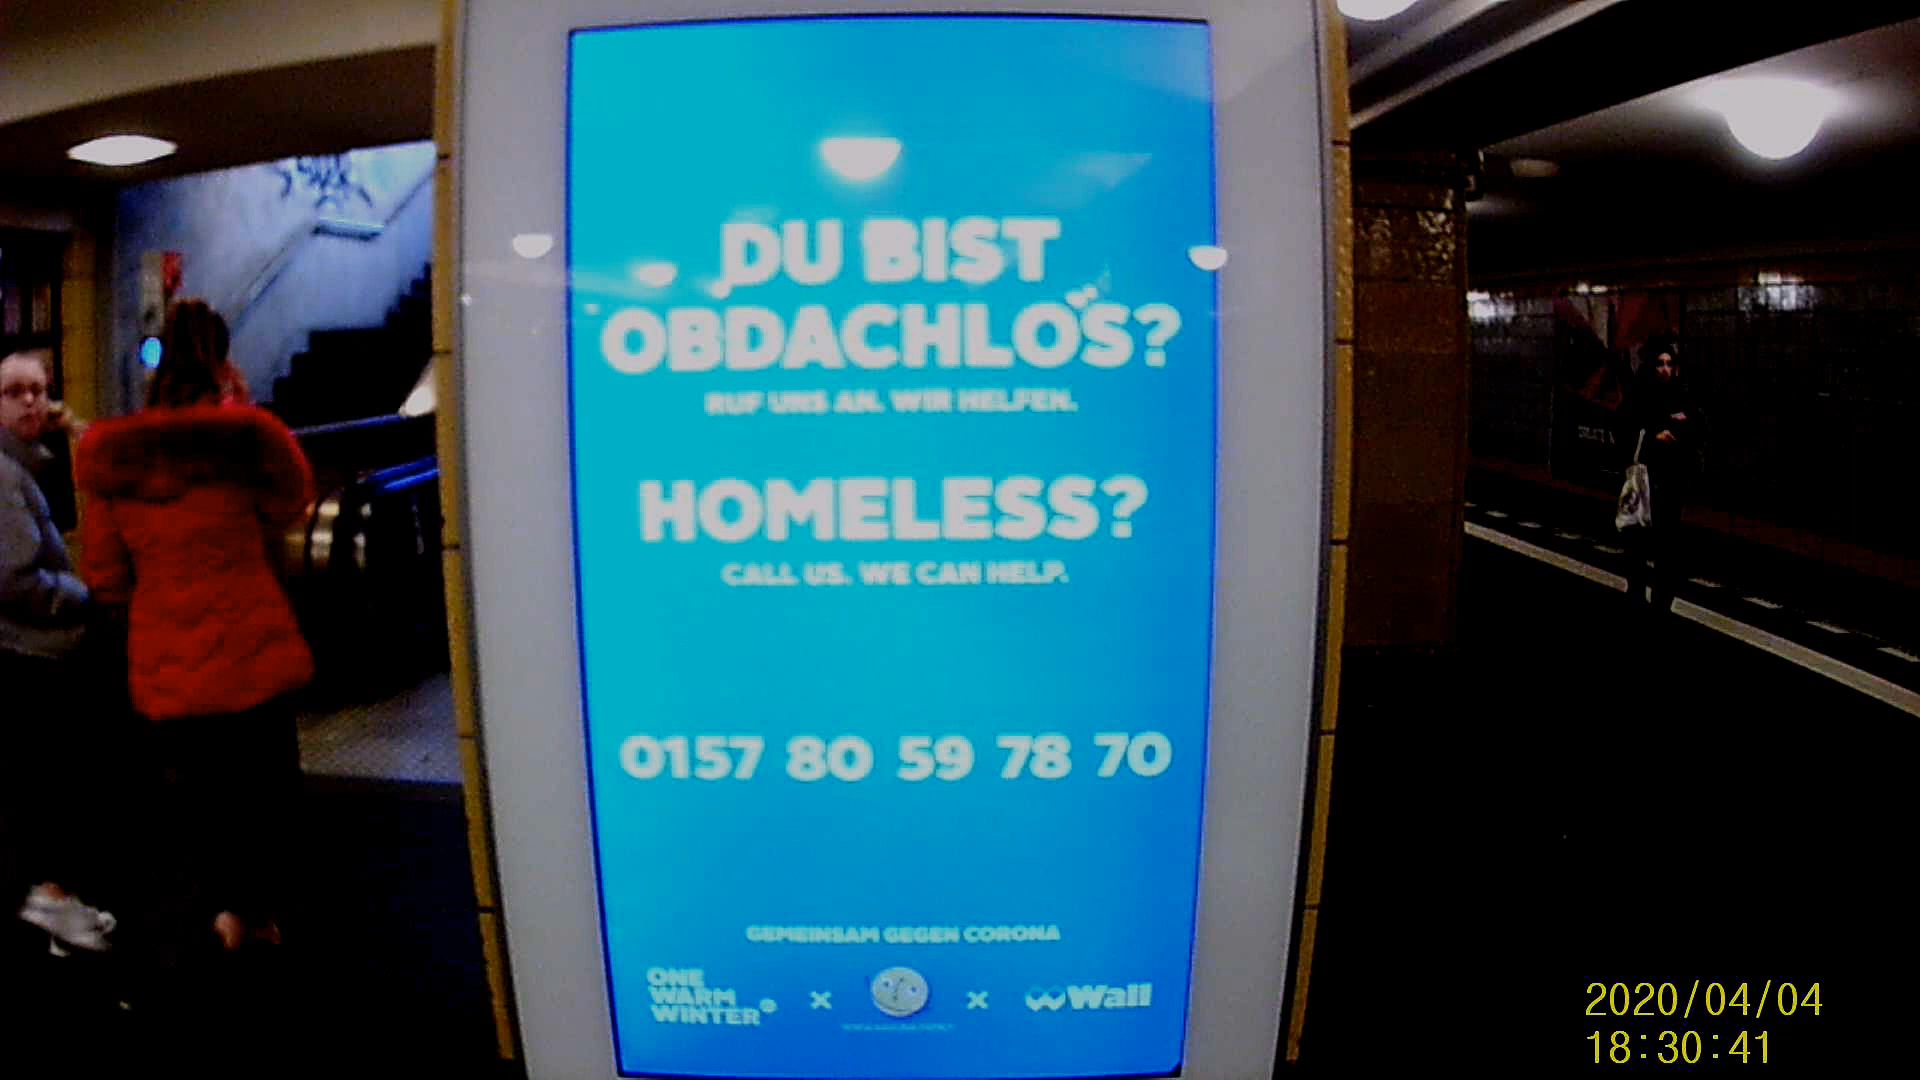 DU BIST
OBDACHLOS?
RUF UNS AN. WIR HELFEN.
HOMELESS?
CALL US. WE CAN HELP.
0157 80 59 78 70
GEMEINSAM GEGEN CORONA
ONE
WARM
WINTER
x
x
Wall
2020/04/04
18:30:41